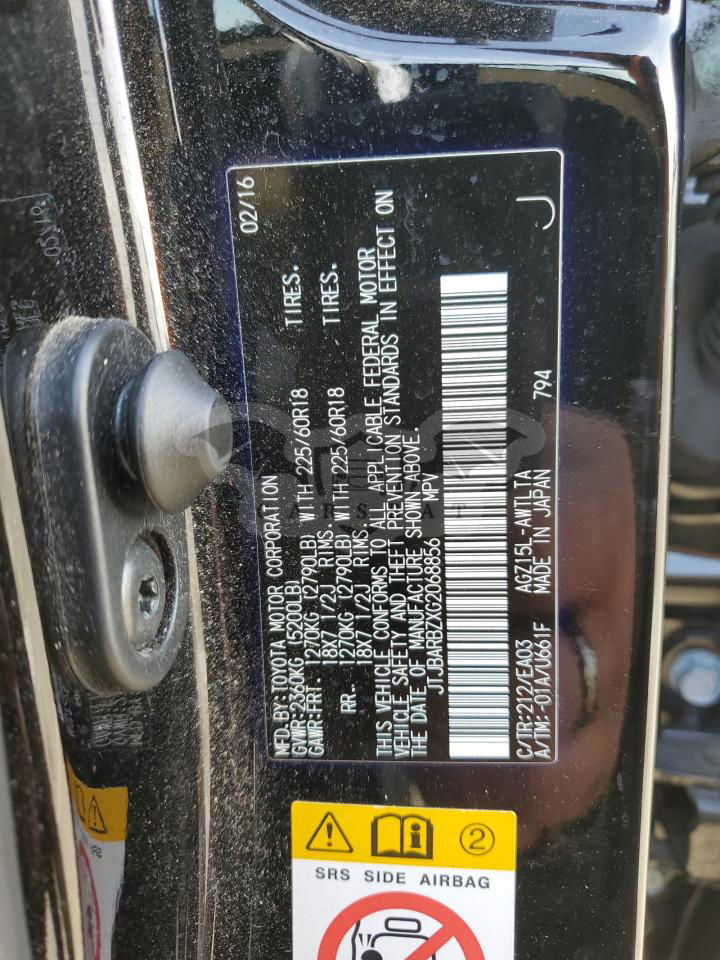 02/16
MFD.BY:TOYOTA MOTOR CORPORATION
GVWR:2360KG (5200LB)
GAWR:FRT. 1270KG (2790LB) WITH 225/60R18 TIRES.
18X7 1/2J RIMS.
RR. 1270KG (2790LB) WITH 225/60R18 TIRES.
18X7 1/2J RIMS.
THIS VEHICLE CONFORMS TO ALL APPLICABLE FEDERAL MOTOR
VEHICLE SAFETY AND THEFT PREVENTION STANDARDS IN EFFECT ON
THE DATE OF MANUFACTURE SHOWN ABOVE.
JTJBARBZXG2068856 MPV
C/TR:212/EA03 AGZ15L-AWTLTA 794
A/TM:-01A/U661F MADE IN JAPAN
J
2
SRS SIDE AIRBAG